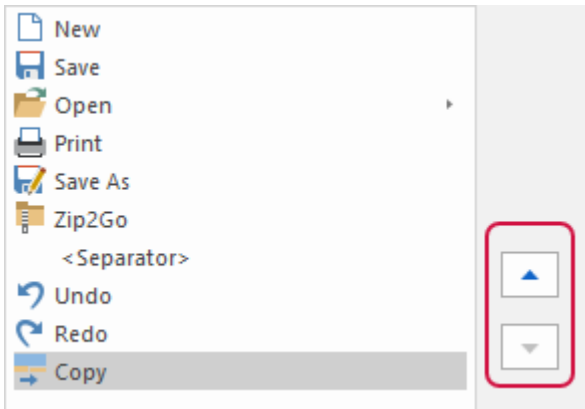 New
Save
Open
Print
Save As
Zip2Go
<Separator>
Undo
Redo
Copy